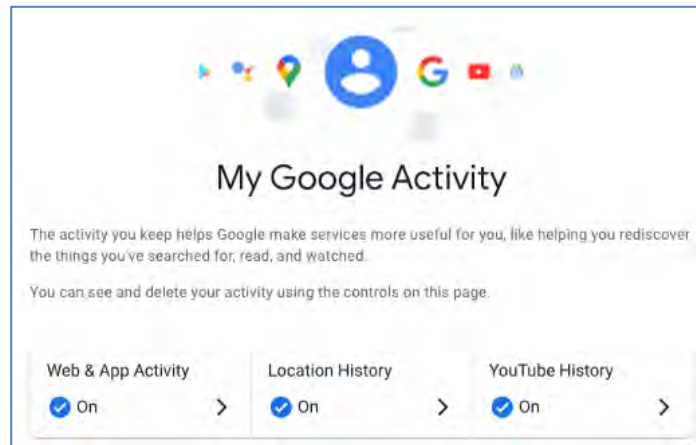 My Google Activity
The activity you keep helps Google make services more useful for you, like helping you rediscover
the things you've searched for, read, and watched.
You can see and delete your activity using the controls on this page.
Web & App Activity
Location History
YouTube History
On
On
On